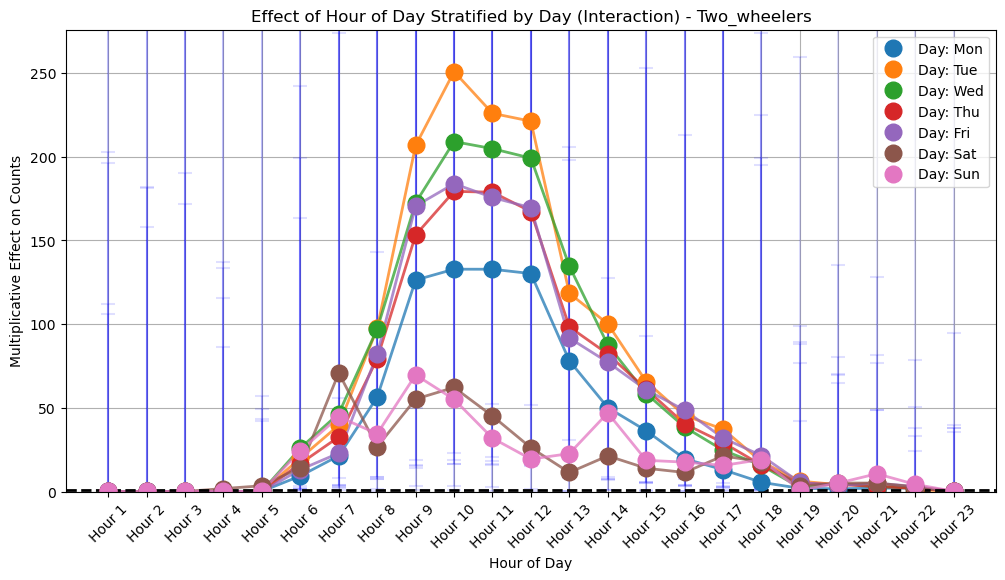 Effect of Hour of Day Stratified by Day (Interaction) - Two_wheelers
Multiplicative Effect on Counts
250
200
150
100
50
0
Day: Mon
Day: Tue
Day: Wed
Day: Thu
Day: Fri
Day: Sat
Day: Sun
Hour 1
Hour 2
Hour 3
Hour 4
Hour 5
Hour 6
Hour 7
Hour 8
Hour 9
Hour 10
Hour 11
Hour 12
Hour 13
Hour 14
Hour 15
Hour 16
Hour 17
Hour 18
Hour 19
Hour 20
Hour 21
Hour 22
Hour 23
Hour of Day